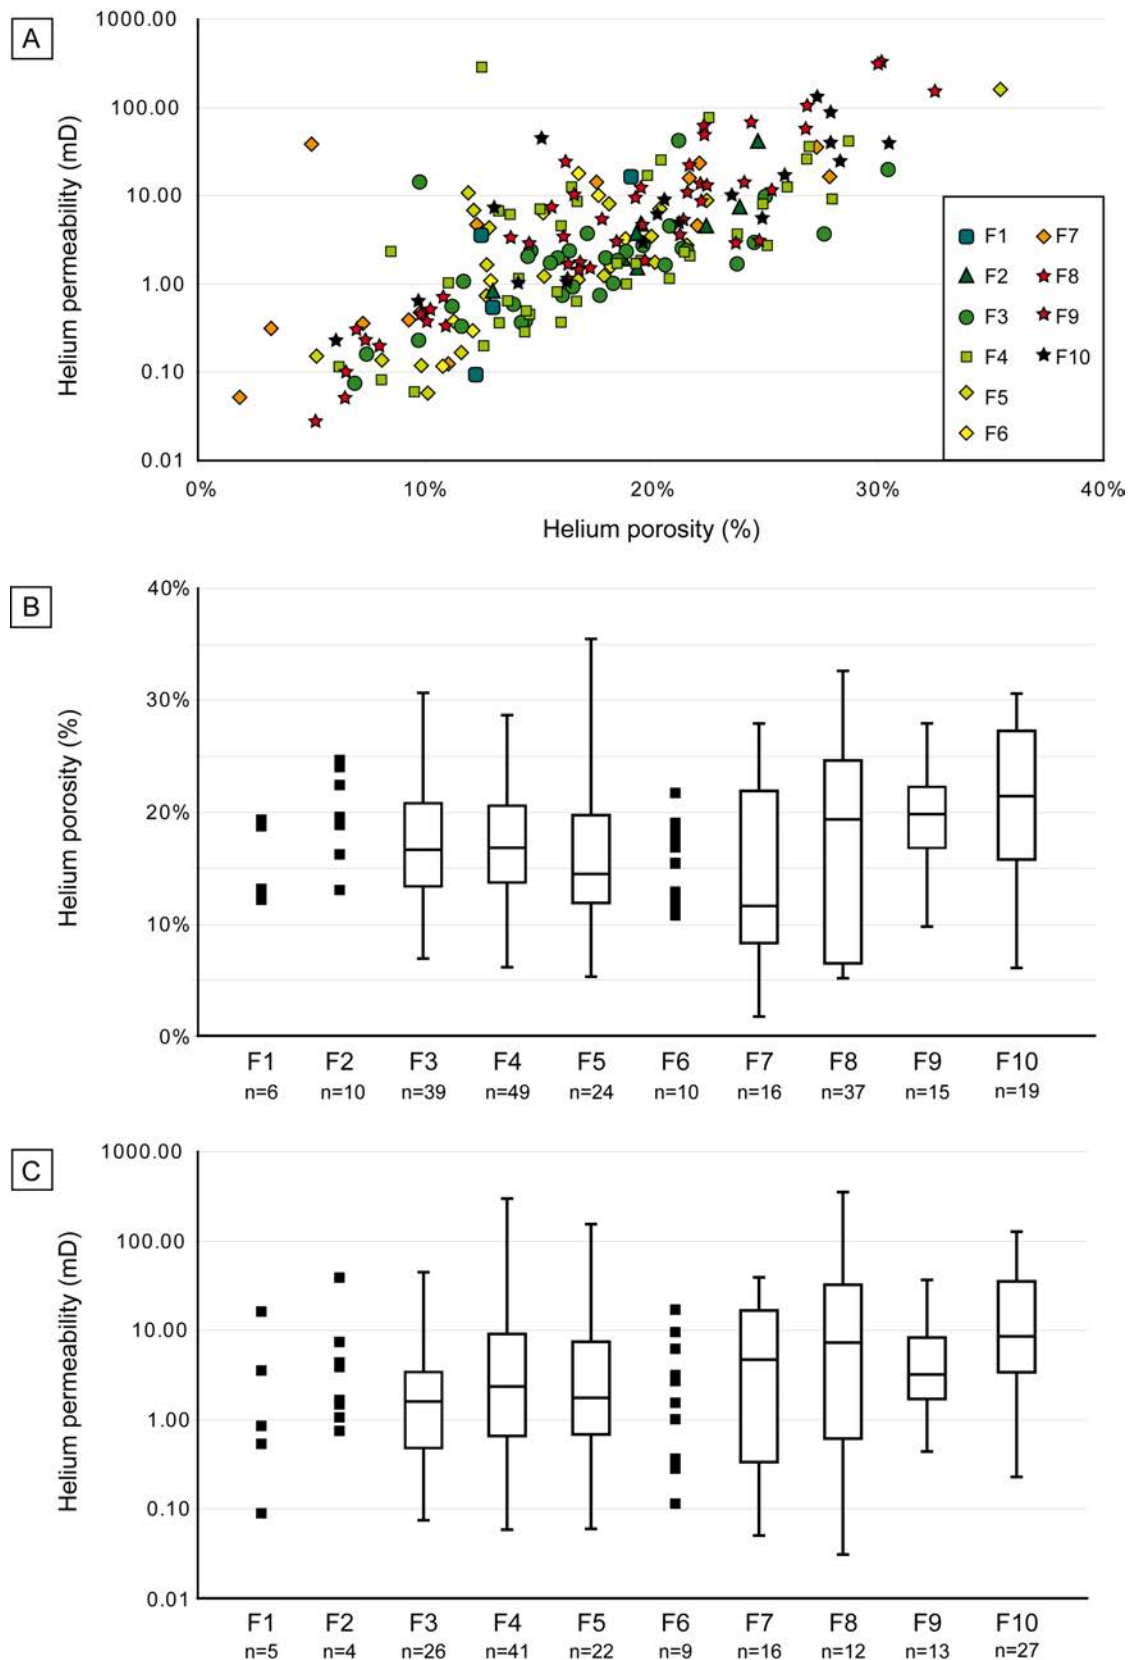 A
1000.00
100.00
10.00
1.00
0.10
0.01
Helium permeability (mD)
0%
10%
20%
30%
40%
Helium porosity (%)
F1
F2
F3
F4
F5
F6
F7
F8
F9
F10
B
40%
30%
20%
10%
0%
Helium porosity (%)
F1 F2 F3 F4 F5 F6 F7 F8 F9 F10
n=6 n=10 n=39 n=49 n=24 n=10 n=16 n=37 n=15 n=19
C
1000.00
100.00
10.00
1.00
0.10
0.01
Helium permeability (mD)
F1 F2 F3 F4 F5 F6 F7 F8 F9 F10
n=5 n=4 n=26 n=41 n=22 n=9 n=16 n=12 n=13 n=27